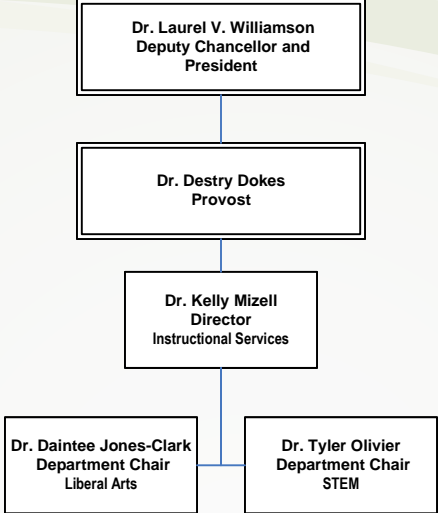 Dr. Laurel V. Williamson
Deputy Chancellor and
President
Dr. Destry Dokes
Provost
Dr. Kelly Mizell
Director
Instructional Services
Dr. Daintee Jones-Clark
Department Chair
Liberal Arts
Dr. Tyler Olivier
Department Chair
STEM